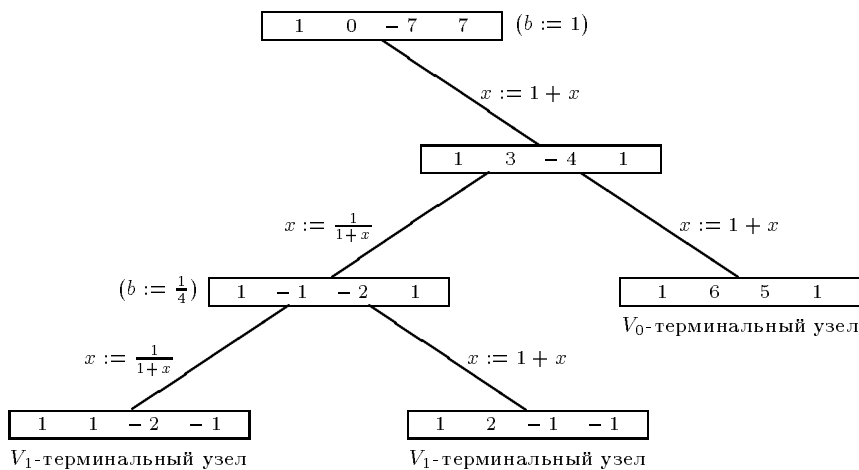 1 0 − 7 7 (b := 1)
x := 1 + x
1 3 − 4 1
x := 1/(1+x) x := 1 + x
(b := 1/4) 1 − 1 − 2 1 1 6 5 1
V₀-терминальный узел
x := 1/(1+x) x := 1 + x
1 1 − 2 − 1 1 2 − 1 − 1
V₁-терминальный узел V₁-терминальный узел